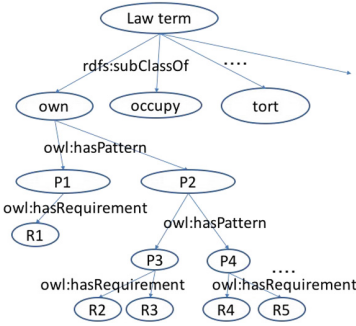 Law term
rdfs:subClassOf ....
own occupy tort
owl:hasPattern
P1 P2
owl:hasRequirement
owl:hasPattern
R1
P3 P4
....
owl:hasRequirement owl:hasRequirement
R2 R3 R4 R5